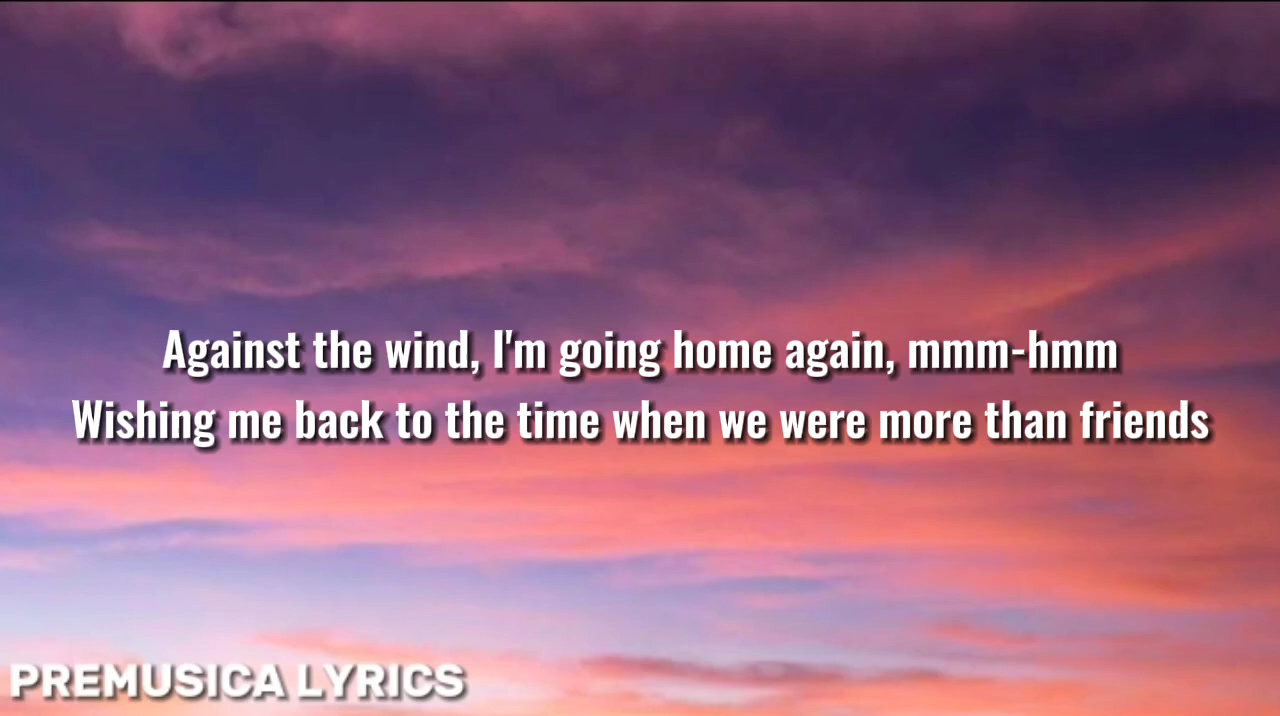 Against the wind, I'm going home again, mmm-hmm
Wishing me back to the time when we were more than friends
PREMUSICA LYRICS